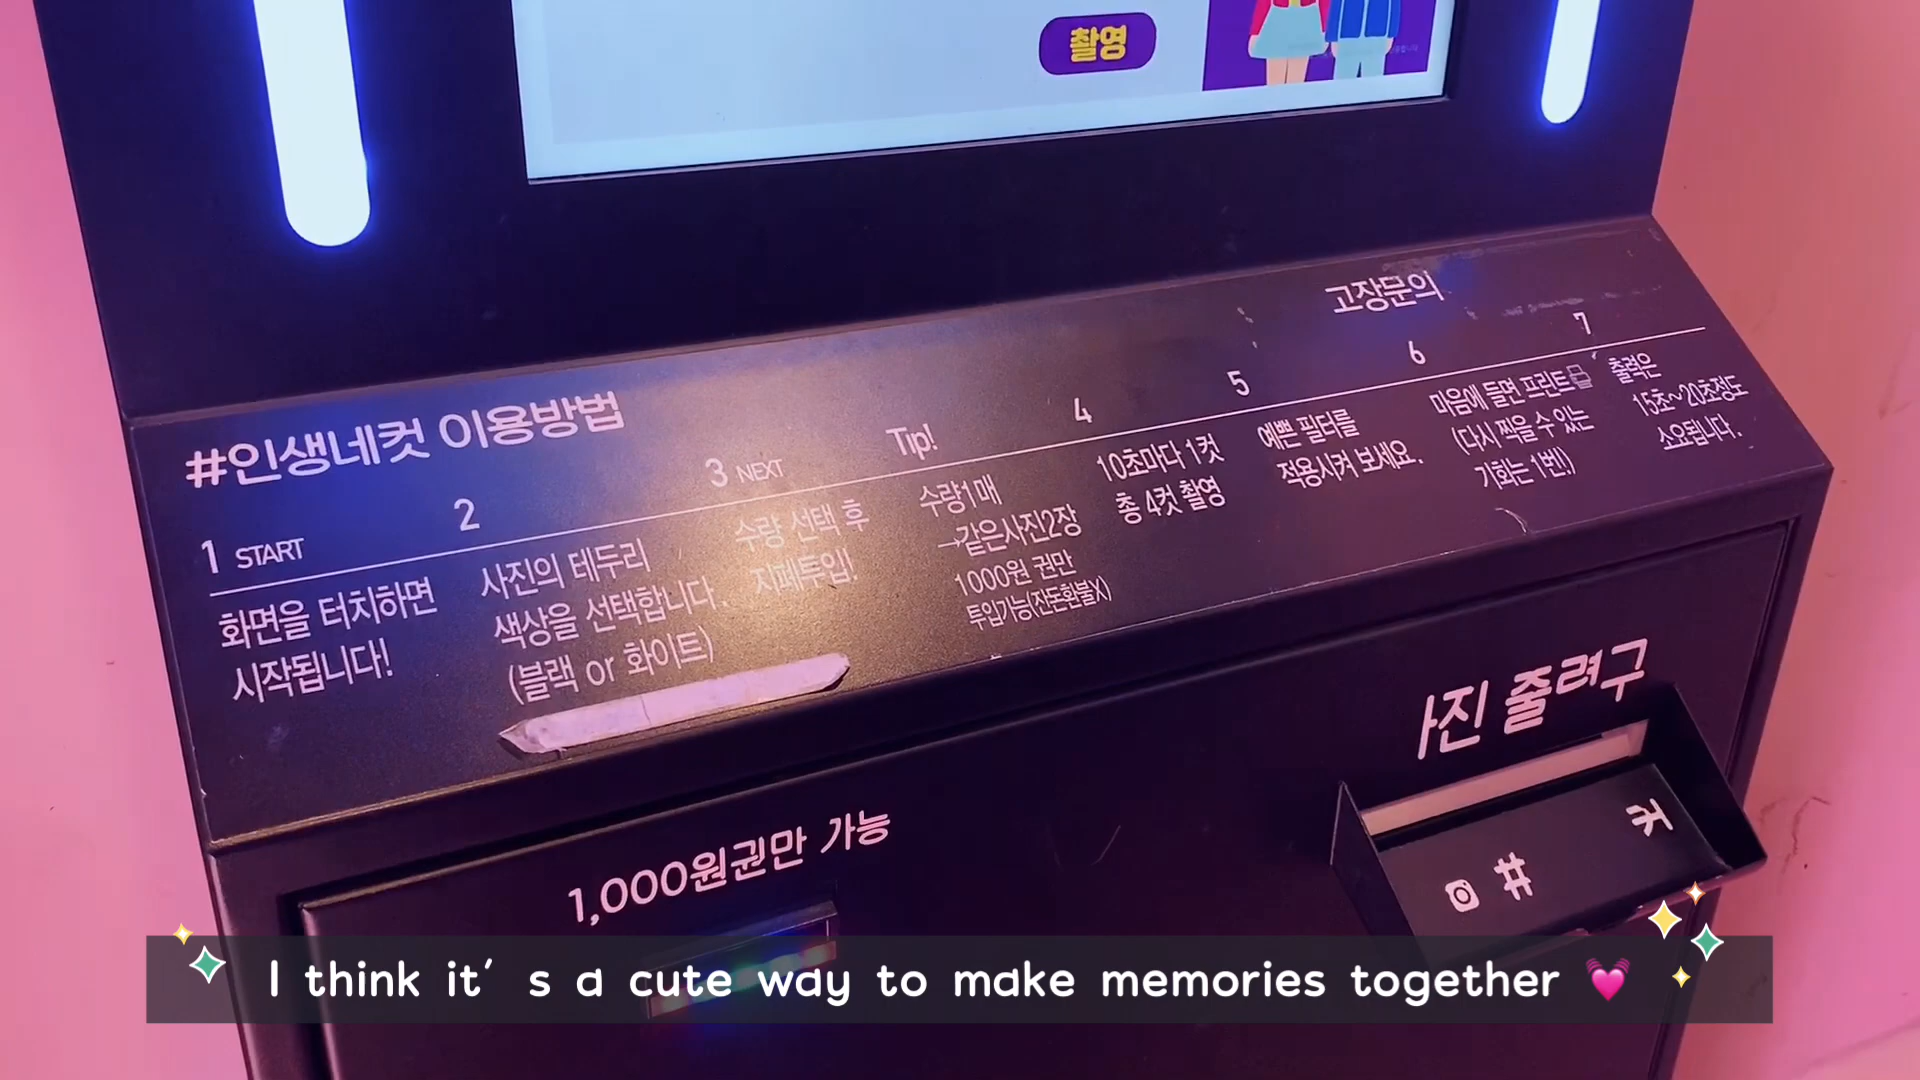 촬영
고장문의
#인생네컷 이용방법
1 START
화면을 터치하면
시작됩니다!
2
사진의 테두리
색상을 선택합니다.
(블랙 or 화이트)
3 NEXT
수량 선택 후
지폐투입!
Tip!
수량1매
→같은사진2장
1000원 권만
투입가능(잔돈환불X)
4
10초마다 1컷
총 4컷 촬영
5
예쁜 필터를
적용시켜 보세요.
6
마음에 들면 프린트
(다시 찍을 수 있는
기회는 1번!)
7
출력은
15초~20초정도
소요됩니다.
진 줄려구
1,000원권만 가능
#
I think it's a cute way to make memories together 💓